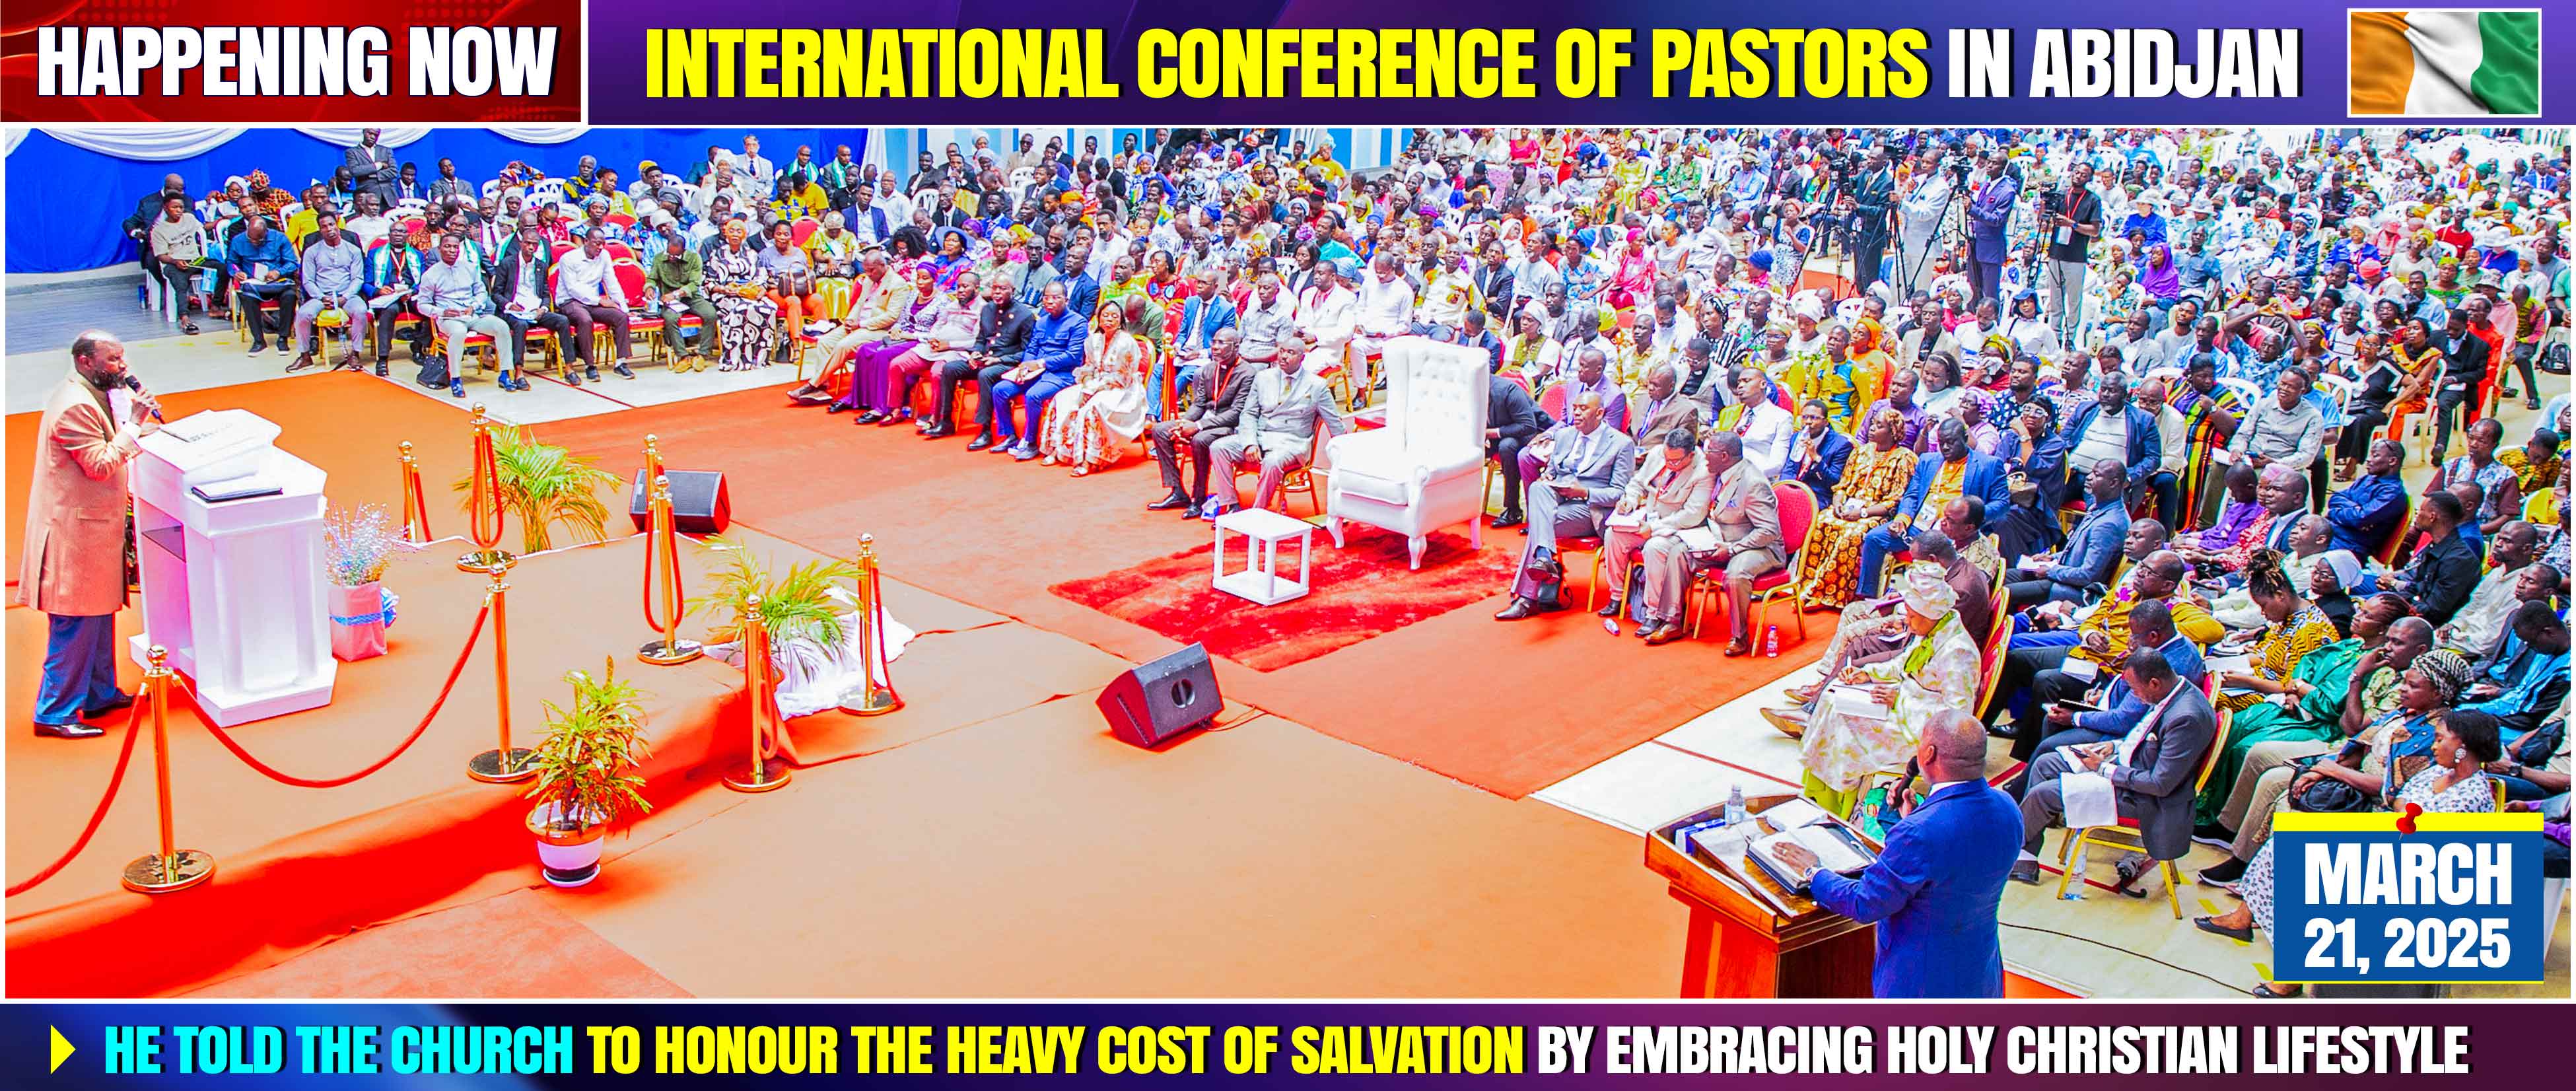 HAPPENING NOW
INTERNATIONAL CONFERENCE OF PASTORS IN ABIDJAN
MARCH
21, 2025
HE TOLD THE CHURCH TO HONOUR THE HEAVY COST OF SALVATION BY EMBRACING HOLY CHRISTIAN LIFESTYLE